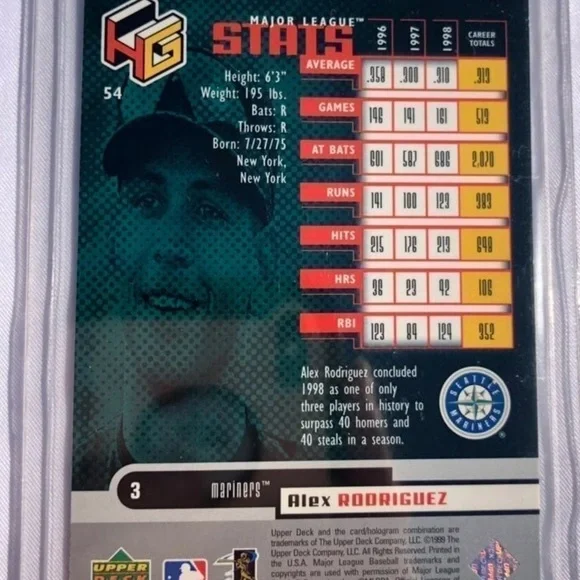 HG
MAJOR LEAGUE™
STATS 1996 1997 1998 CAREER TOTALS
54
Height: 6'3"
Weight: 195 lbs.
Bats: R
Throws: R
Born: 7/27/75
New York,
New York
AVERAGE .358 .300 .310 .313
GAMES 146 141 161 513
AT BATS 601 587 686 2,070
RUNS 141 100 123 383
HITS 215 176 213 648
HRS 36 23 42 106
RBI 123 84 124 352
Alex Rodriguez concluded
1998 as one of only
three players in history to
surpass 40 homers and
40 steals in a season.
SEATTLE
MARINERS
3 mariners™
Alex RODRIGUEZ
Upper Deck and the card/hologram combination are
trademarks of The Upper Deck Company, LLC. ©1999 The
Upper Deck Company, LLC. All Rights Reserved. Printed in
the U.S.A. Major League Baseball trademarks and
copyrights are used with permission of Major League
UPPER
DECK